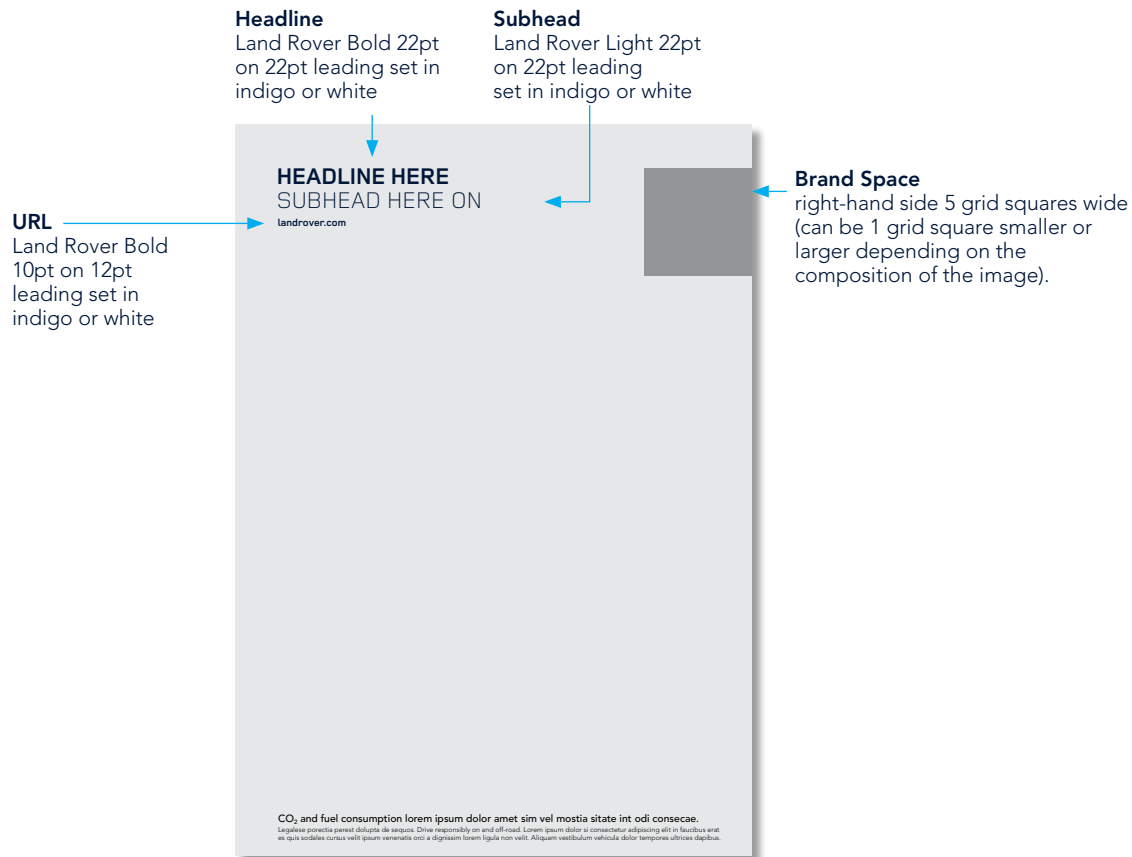 Headline
Land Rover Bold 22pt
on 22pt leading set in
indigo or white
Subhead
Land Rover Light 22pt
on 22pt leading
set in indigo or white
HEADLINE HERE
SUBHEAD HERE ON
landrover.com
URL
Land Rover Bold
10pt on 12pt
leading set in
indigo or white
Brand Space
right-hand side 5 grid squares wide
(can be 1 grid square smaller or
larger depending on the
composition of the image).
CO₂ and fuel consumption lorem ipsum dolor amet sim vel mostia sitate int odi consecae.
Legalese porectia perest dolupta de sequos. Drive responsibly on and off-road. Lorem ipsum dolor si consectetur adipiscing elit in faucibus erat
es quis sodales cursus velit ipsum venenatis orci a dignissim lorem ligula non velit. Aliquam vestibulum vehicula dolor tempores ultrices dapibus.